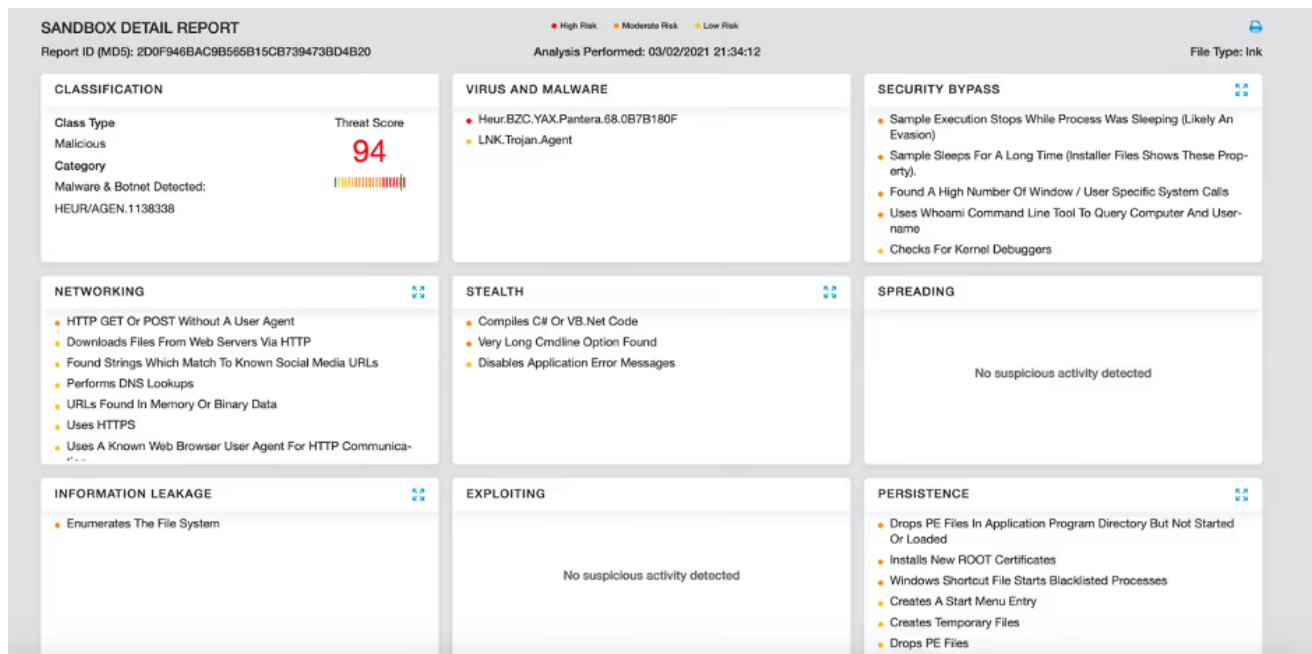 SANDBOX DETAIL REPORT
High Risk Moderate Risk Low Risk
Report ID (MD5): 2D0F946BAC9B565B15CB739473BD4B20
Analysis Performed: 03/02/2021 21:34:12
File Type: lnk
CLASSIFICATION
Class Type
Malicious
Category
Malware & Botnet Detected:
HEUR/AGEN.1138338
Threat Score
94
VIRUS AND MALWARE
Heur.BZC.YAX.Pantera.68.0B7B180F
LNK.Trojan.Agent
SECURITY BYPASS
Sample Execution Stops While Process Was Sleeping (Likely An
Evasion)
Sample Sleeps For A Long Time (Installer Files Shows These Prop-
erty).
Found A High Number Of Window / User Specific System Calls
Uses Whoami Command Line Tool To Query Computer And User-
name
Checks For Kernel Debuggers
NETWORKING
HTTP GET Or POST Without A User Agent
Downloads Files From Web Servers Via HTTP
Found Strings Which Match To Known Social Media URLs
Performs DNS Lookups
URLs Found In Memory Or Binary Data
Uses HTTPS
Uses A Known Web Browser User Agent For HTTP Communica-
STEALTH
Compiles C# Or VB.Net Code
Very Long Cmdline Option Found
Disables Application Error Messages
SPREADING
No suspicious activity detected
INFORMATION LEAKAGE
Enumerates The File System
EXPLOITING
No suspicious activity detected
PERSISTENCE
Drops PE Files In Application Program Directory But Not Started
Or Loaded
Installs New ROOT Certificates
Windows Shortcut File Starts Blacklisted Processes
Creates A Start Menu Entry
Creates Temporary Files
Drops PE Files